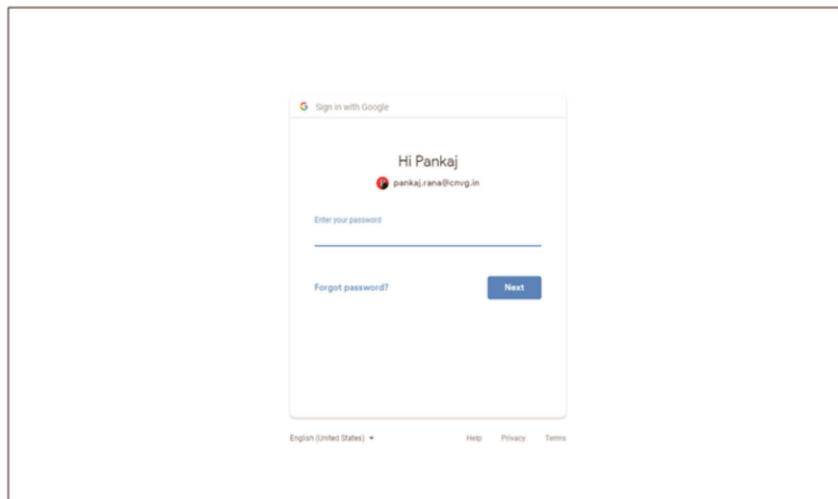 Sign in with Google
Hi Pankaj
pankaj.rana@cnvg.in
Enter your password
Forgot password? Next
English (United States) Help Privacy Terms